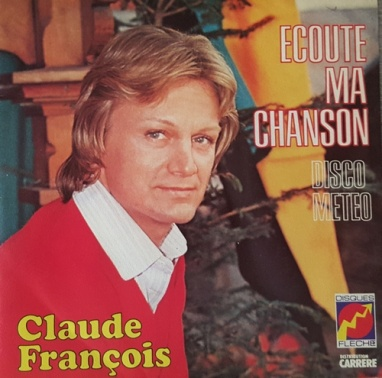 ECOUTE
MA
CHANSON
DISCO
METEO
DISQUES
FLECHE
DISTRIBUTION
CARRERE
Claude
François